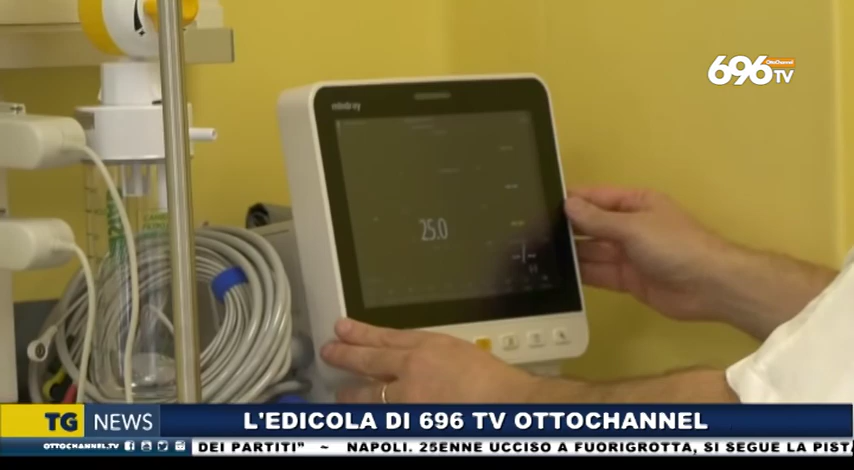 696
OttoChannel
TV
mindray
25.0
TG NEWS
L'EDICOLA DI 696 TV OTTOCHANNEL
OTTOCHANNEL.TV
DEI PARTITI” ~ NAPOLI. 25ENNE UCCISO A FUORIGROTTA, SI SEGUE LA PISTA